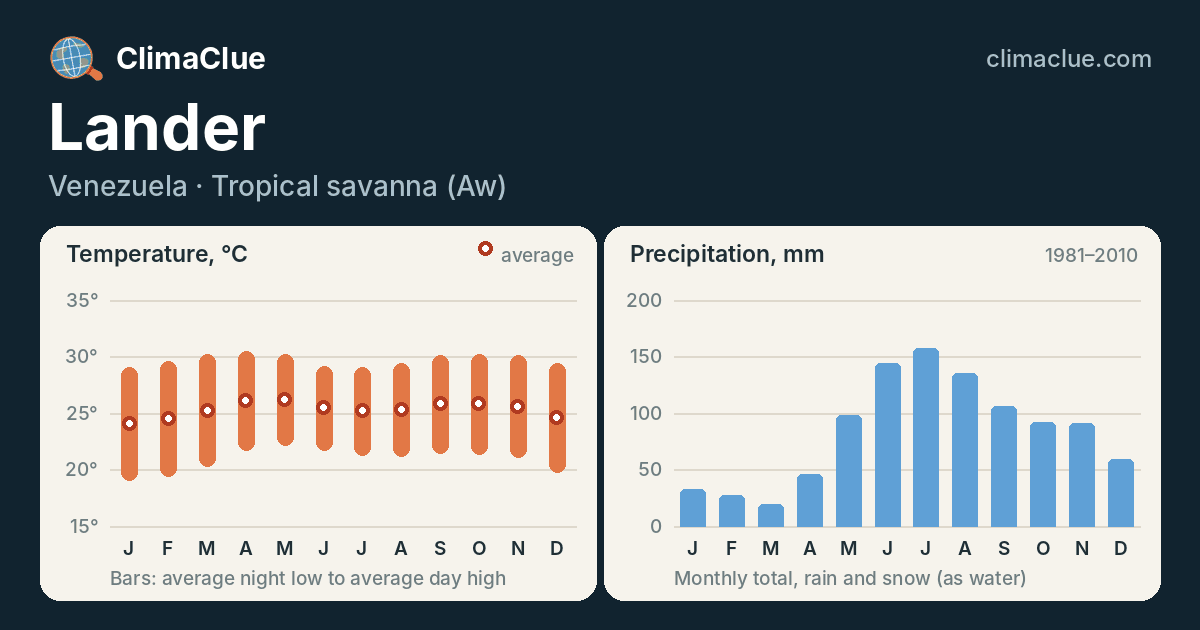 ClimaClue
climaclue.com
Lander
Venezuela · Tropical savanna (Aw)
Temperature, °C
average
35°
30°
25°
20°
15°
J F M A M J J A S O N D
Bars: average night low to average day high
Precipitation, mm
1981–2010
200
150
100
50
0
J F M A M J J A S O N D
Monthly total, rain and snow (as water)